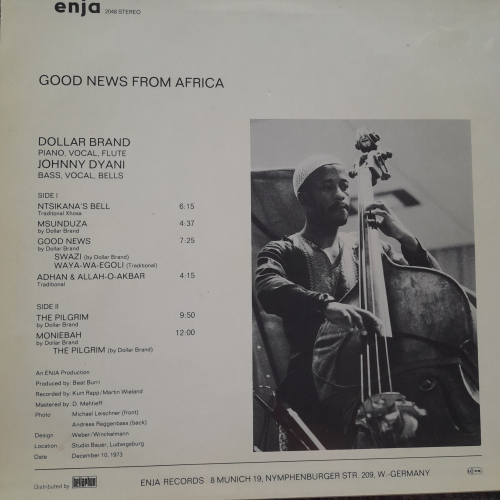 enja 2048 STEREO
GOOD NEWS FROM AFRICA
DOLLAR BRAND
PIANO, VOCAL, FLUTE
JOHNNY DYANI
BASS, VOCAL, BELLS
SIDE I
NTSIKANA'S BELL 6:15
Traditional Xhosa
MSUNDUZA 4:37
by Dollar Brand
GOOD NEWS 7:25
by Dollar Brand
SWAZI (by Dollar Brand)
WAYA-WA-EGOLI (Traditional)
ADHAN & ALLAH-O-AKBAR 4:15
Traditional
SIDE II
THE PILGRIM 9:50
by Dollar Brand
MONIEBAH 12:00
by Dollar Brand
THE PILGRIM (by Dollar Brand)
An ENJA Production
Produced by: Beat Burri
Recorded by: Kurt Rapp/Martin Wieland
Mastered by: D. Mahtieff
Photo Michael Leischner (front)
Andreas Raggenbass (back)
Design Weber/Winckelmann
Location Studio Bauer, Ludwigsburg
Date December 10, 1973
Distributed by bellaphon ENJA RECORDS 8 MUNICH 19, NYMPHENBURGER STR. 209, W.-GERMANY